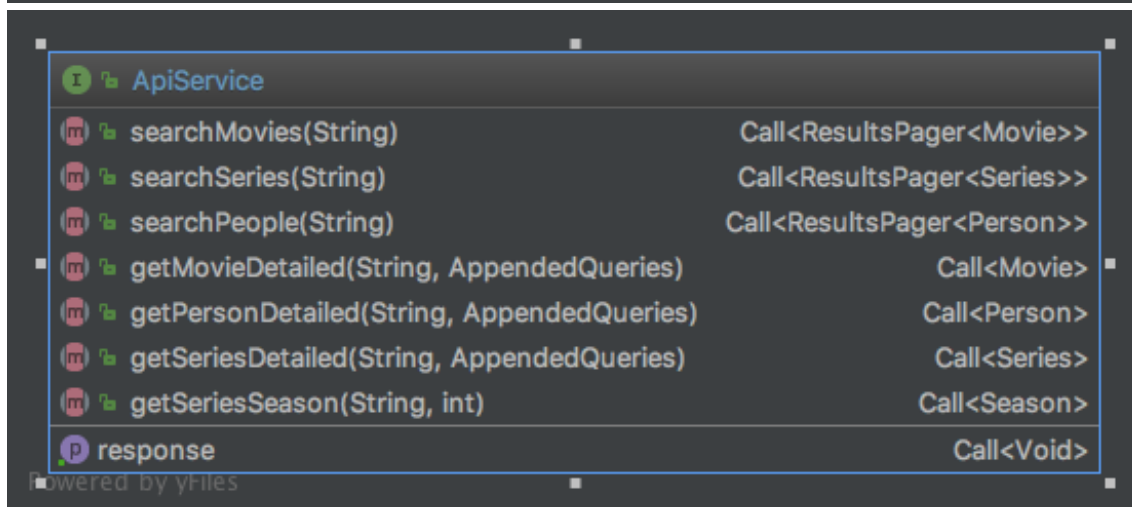 I ApiService
m searchMovies(String) Call<ResultsPager<Movie>>
m searchSeries(String) Call<ResultsPager<Series>>
m searchPeople(String) Call<ResultsPager<Person>>
m getMovieDetailed(String, AppendedQueries) Call<Movie>
m getPersonDetailed(String, AppendedQueries) Call<Person>
m getSeriesDetailed(String, AppendedQueries) Call<Series>
m getSeriesSeason(String, int) Call<Season>
p response Call<Void>
Powered by yFiles